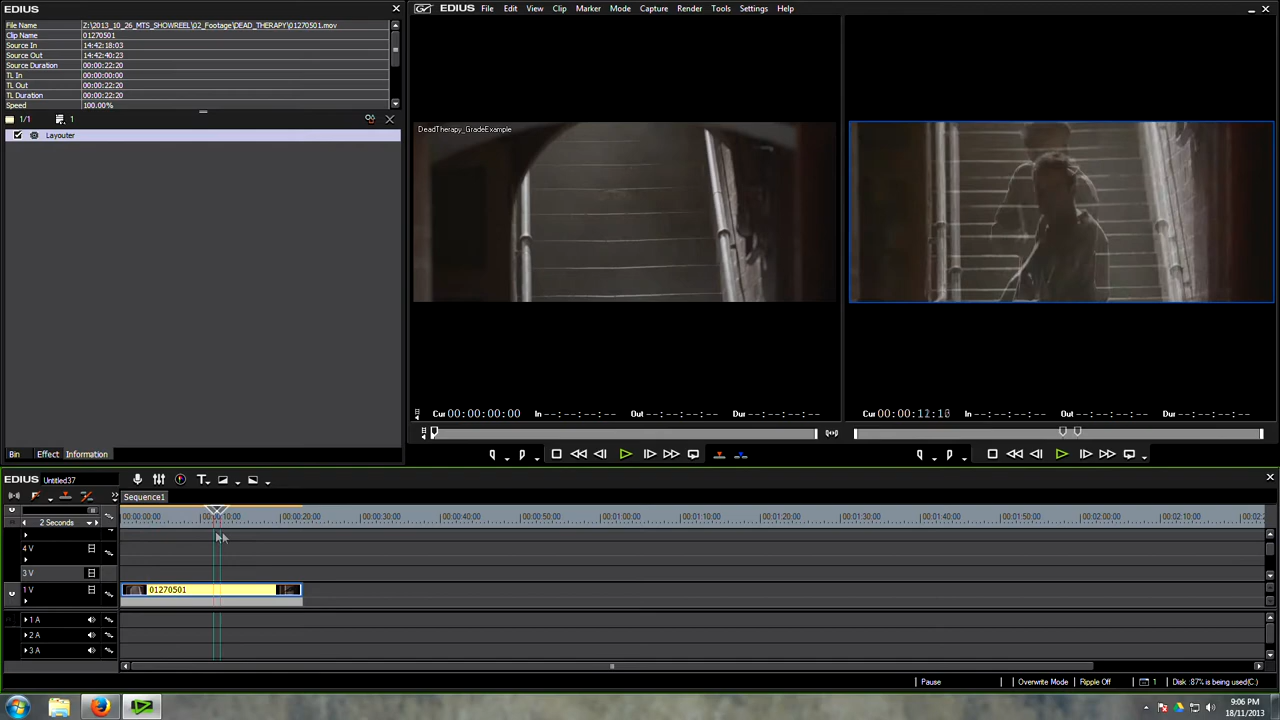 EDIUS
File Name Z:\2013_10_26_MTS_SHOWREEL\02_Footage\DEAD_THERAPY\01270501.mov
Clip Name 01270501
Source In 14:42:18:03
Source Out 14:42:40:23
Source Duration 00:00:22:20
TL In 00:00:00:00
TL Out 00:00:22:20
TL Duration 00:00:22:20
Speed 100.00%
1/1 1
Layouter
Bin Effect Information
EDIUS File Edit View Clip Marker Mode Capture Render Tools Settings Help
DeadTherapy_GradeExample
Cur 00:00:00:00 In --:--:--:-- Out --:--:--:-- Dur --:--:--:--
Cur 00:00:12:10 In --:--:--:-- Out --:--:--:-- Dur --:--:--:--
EDIUS Untitled37
Sequence1
2 Seconds
00:00:00:00 00:00:10:00 00:00:20:00 00:00:30:00 00:00:40:00 00:00:50:00 00:01:00:00 00:01:10:00 00:01:20:00 00:01:30:00 00:01:40:00 00:01:50:00 00:02:00:00 00:02:10:00
4 V
3 V
1 V 01270501
1 A
2 A
3 A
Pause Overwrite Mode Ripple Off 1 Disk :87% is being used(C:)
9:06 PM
18/11/2013